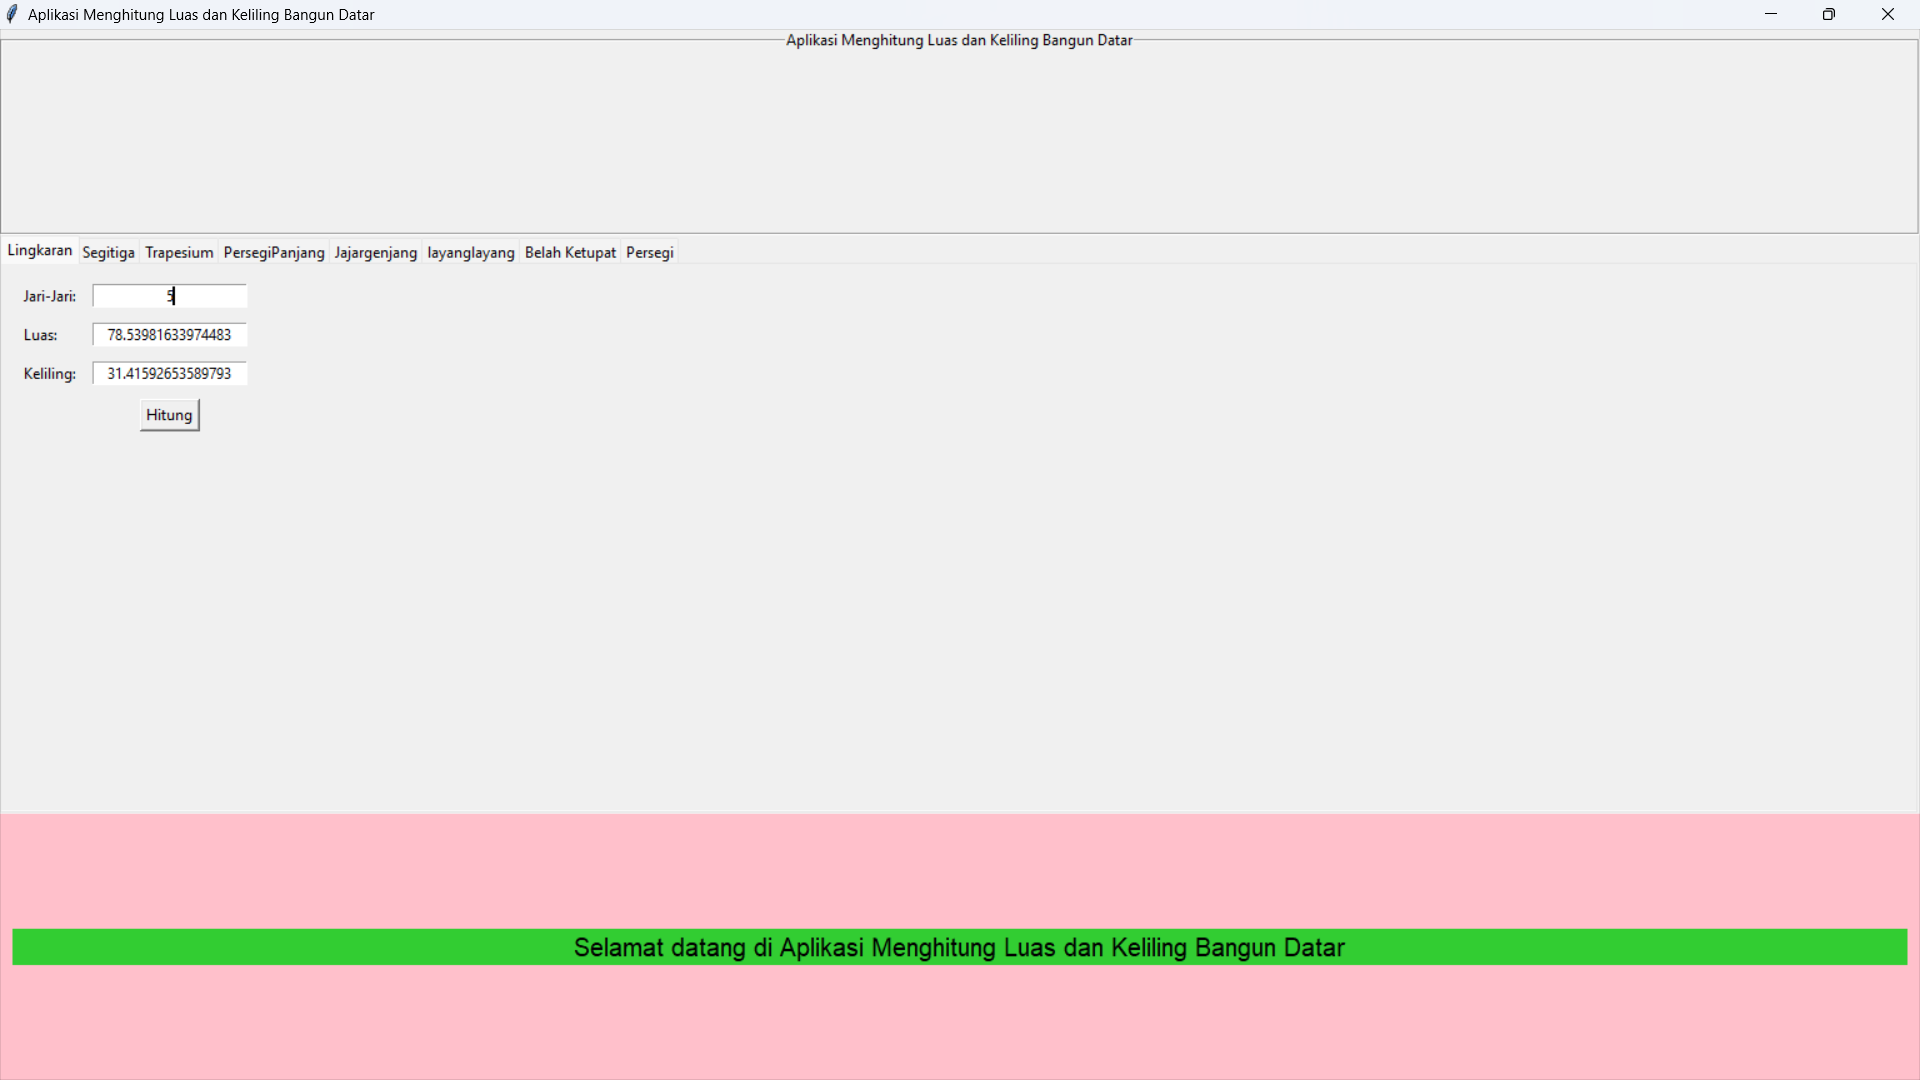 Aplikasi Menghitung Luas dan Keliling Bangun Datar
Aplikasi Menghitung Luas dan Keliling Bangun Datar
Lingkaran Segitiga Trapesium PersegiPanjang Jajargenjang layanglayang Belah Ketupat Persegi
Jari-Jari: 5
Luas: 78.53981633974483
Keliling: 31.41592653589793
Hitung
Selamat datang di Aplikasi Menghitung Luas dan Keliling Bangun Datar